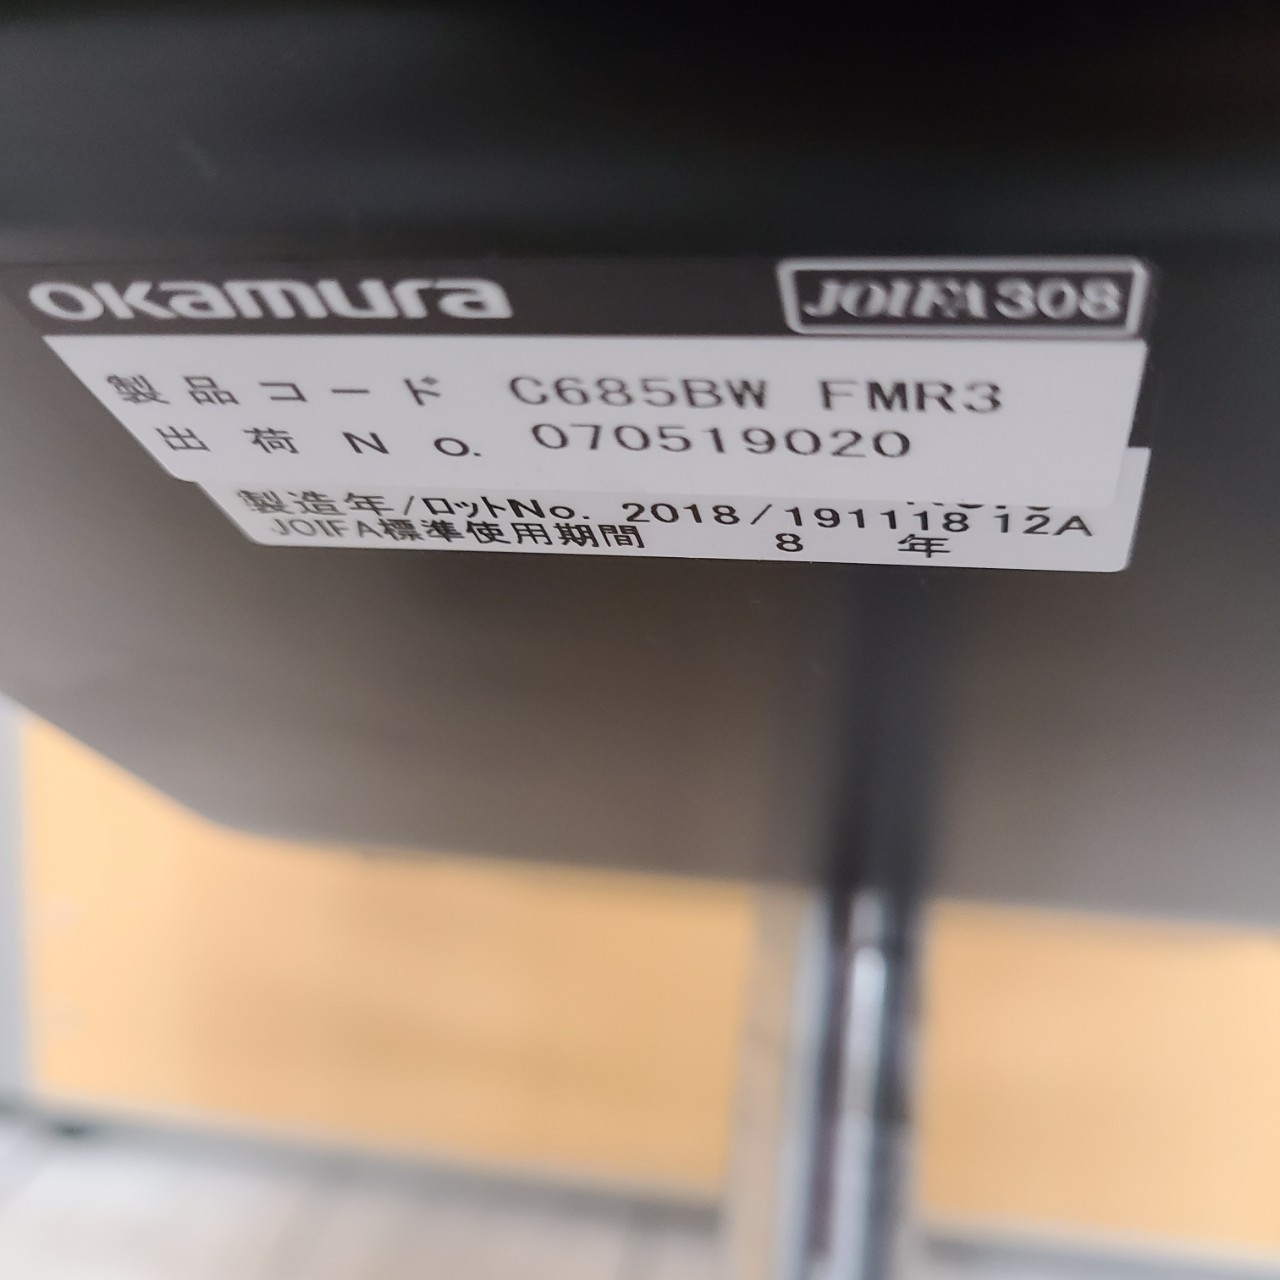 okamura
JOIFA308
製品コード C685BW FMR3
出荷No. 070519020
製造年/ロットNo. 2018/191118 12A
JOIFA標準使用期間 8年